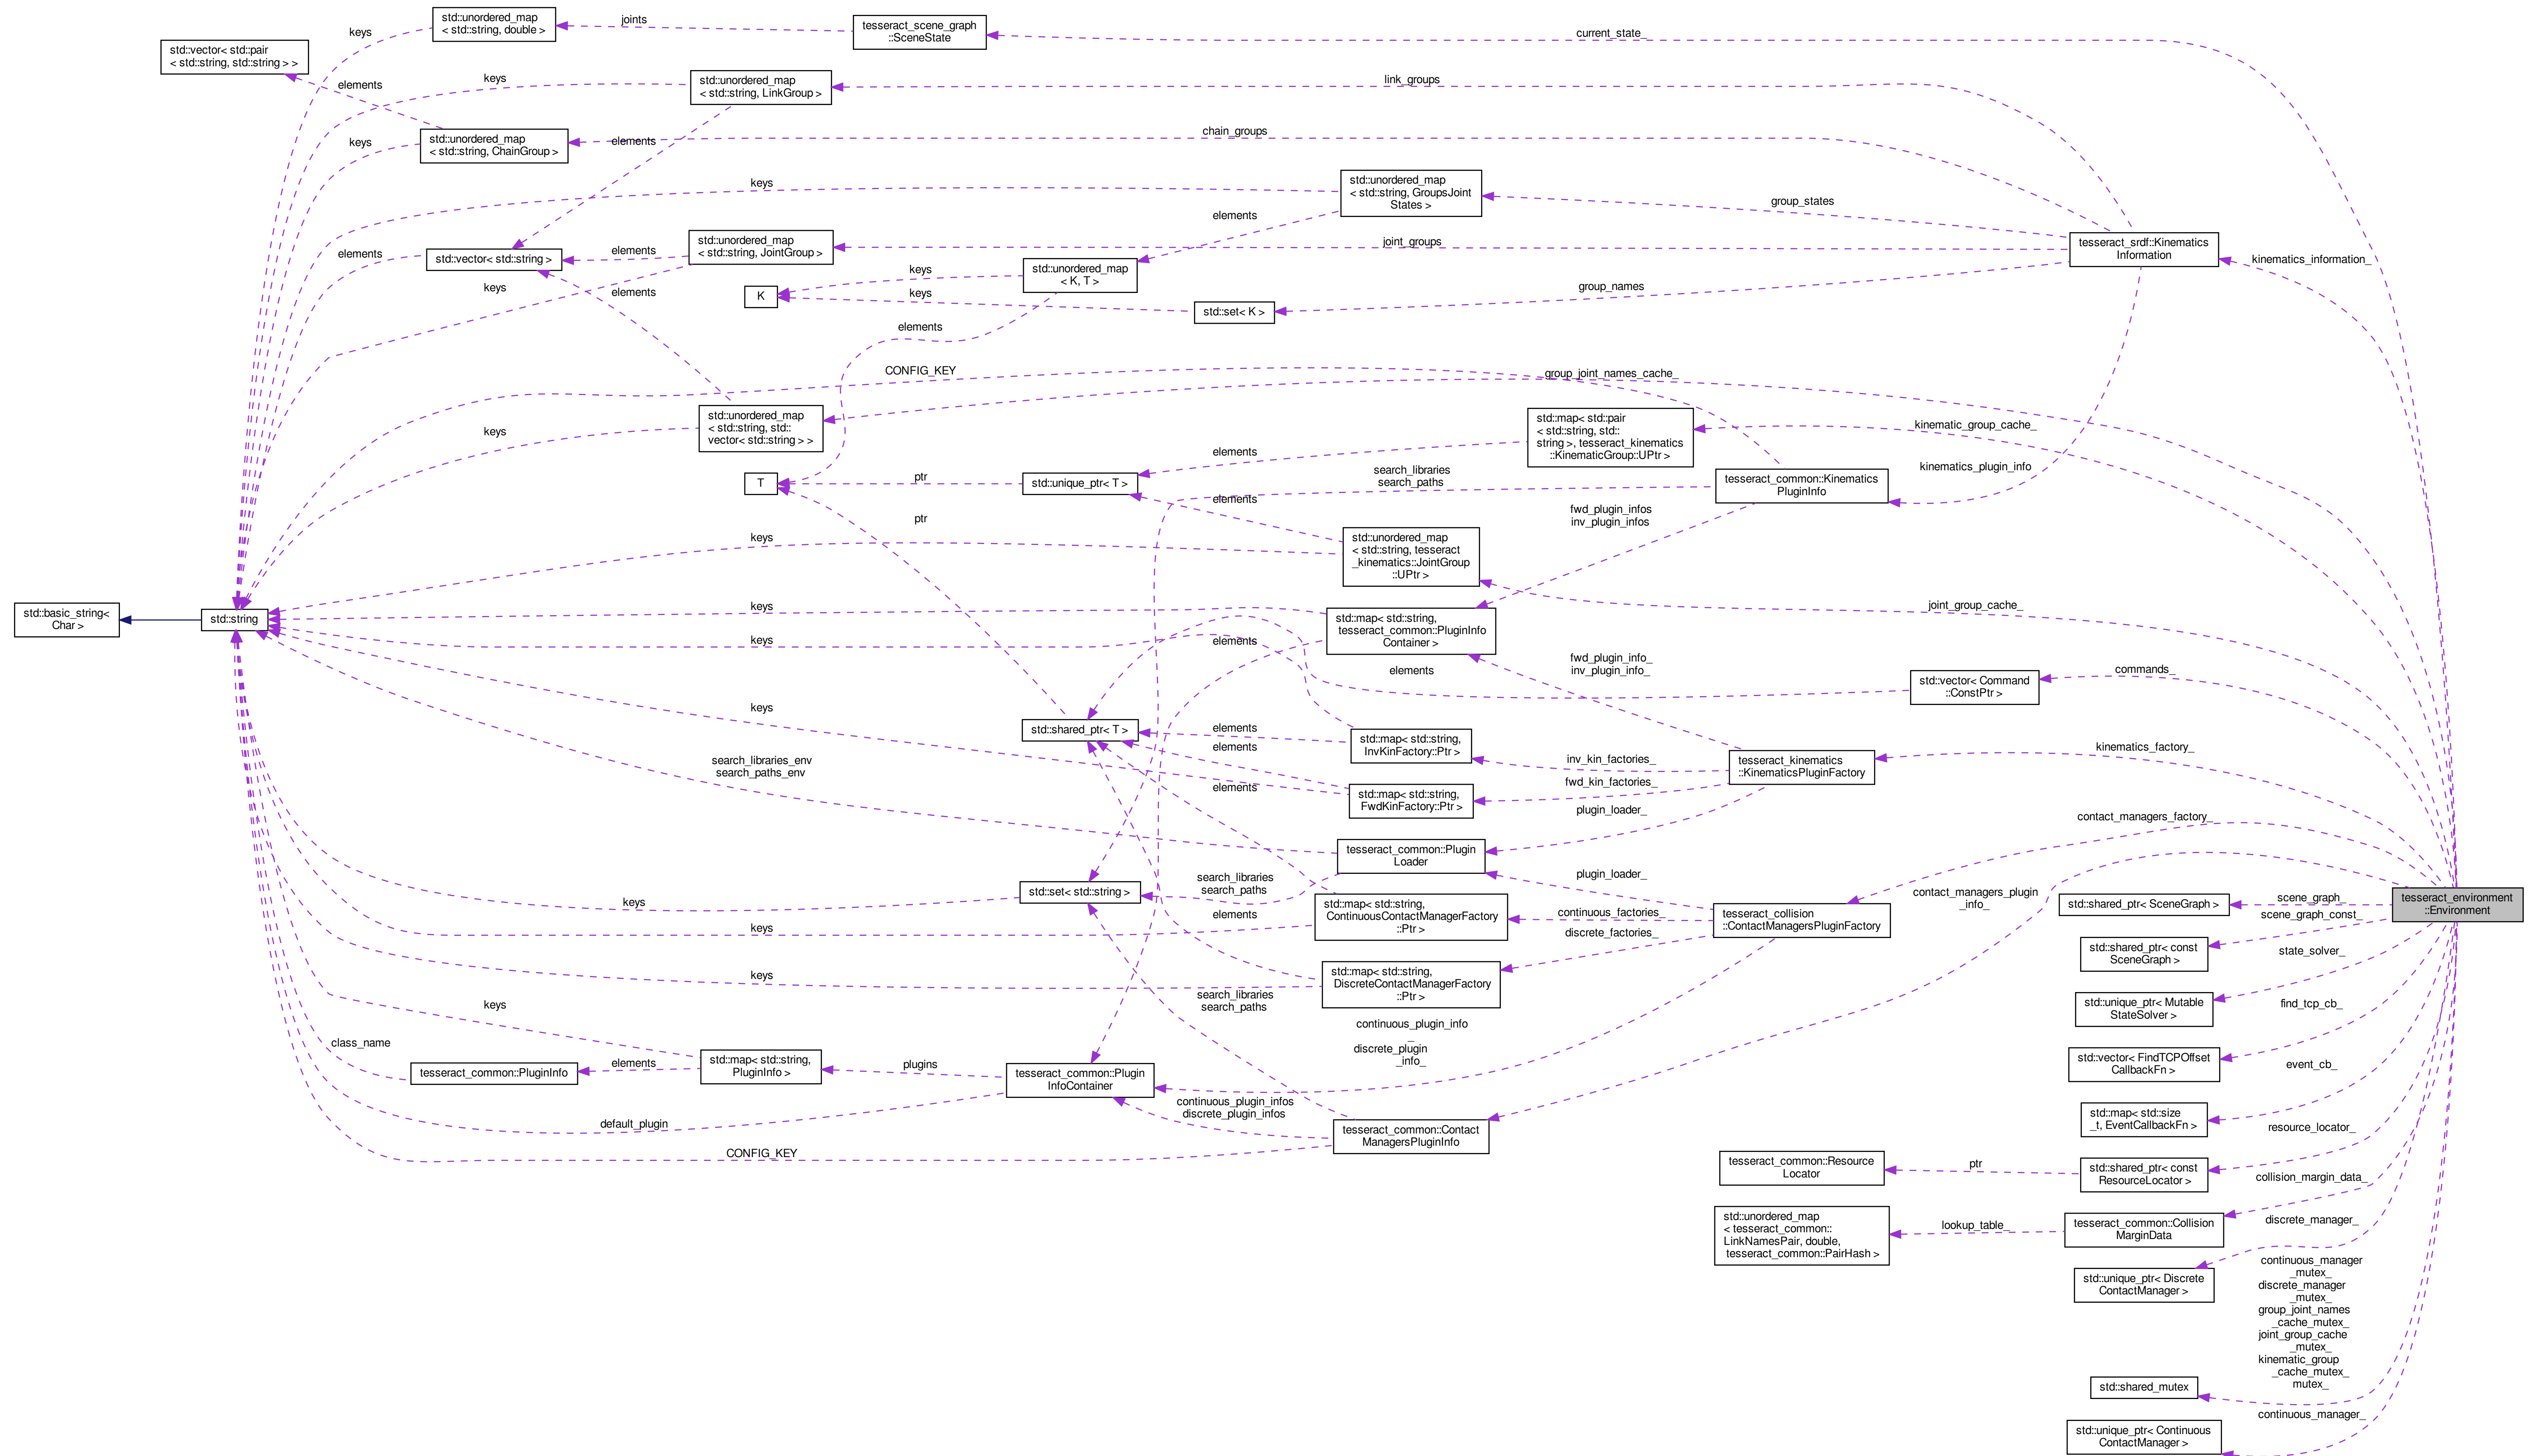 std::unordered_map
< std::string, double >
joints
tesseract_scene_graph
::SceneState
current_state_
keys
std::vector< std::pair
< std::string, std::string > >
elements
keys
std::unordered_map
< std::string, LinkGroup >
link_groups
std::unordered_map
< std::string, ChainGroup >
keys
elements
chain_groups
keys
std::unordered_map
< std::string, GroupsJoint
States >
group_states
elements
std::vector< std::string >
elements
elements
std::unordered_map
< std::string, JointGroup >
joint_groups
tesseract_srdf::Kinematics
Information
kinematics_information_
keys
elements
K
keys
keys
std::unordered_map
< K, T >
std::set< K >
group_names
elements
CONFIG_KEY
group_joint_names_cache_
std::unordered_map
< std::string, std::
vector< std::string > >
keys
std::map< std::pair
< std::string, std::
string >, tesseract_kinematics
::KinematicGroup::UPtr >
kinematic_group_cache_
elements
T
ptr
std::unique_ptr< T >
search_libraries
search_paths
tesseract_common::Kinematics
PluginInfo
kinematics_plugin_info
elements
ptr
fwd_plugin_infos
inv_plugin_infos
keys
std::unordered_map
< std::string, tesseract
_kinematics::JointGroup
::UPtr >
joint_group_cache_
std::basic_string<
Char >
std::string
keys
std::map< std::string,
tesseract_common::PluginInfo
Container >
keys
elements
elements
fwd_plugin_info_
inv_plugin_info_
std::vector< Command
::ConstPtr >
commands_
keys
std::shared_ptr< T >
elements
elements
std::map< std::string,
InvKinFactory::Ptr >
inv_kin_factories_
tesseract_kinematics
::KinematicsPluginFactory
kinematics_factory_
search_libraries_env
search_paths_env
elements
std::map< std::string,
FwdKinFactory::Ptr >
fwd_kin_factories_
plugin_loader_
contact_managers_factory_
tesseract_common::Plugin
Loader
plugin_loader_
std::set< std::string >
keys
search_libraries
search_paths
elements
keys
std::map< std::string,
ContinuousContactManagerFactory
::Ptr >
continuous_factories_
discrete_factories_
tesseract_collision
::ContactManagersPluginFactory
contact_managers_plugin
_info_
tesseract_environment
::Environment
std::shared_ptr< SceneGraph >
scene_graph_
scene_graph_const_
std::shared_ptr< const
SceneGraph >
state_solver_
keys
std::map< std::string,
DiscreteContactManagerFactory
::Ptr >
search_libraries
search_paths
continuous_plugin_info
_
discrete_plugin
_info_
std::unique_ptr< Mutable
StateSolver >
find_tcp_cb_
keys
class_name
tesseract_common::PluginInfo
elements
std::map< std::string,
PluginInfo >
plugins
tesseract_common::Plugin
InfoContainer
std::vector< FindTCPOffset
CallbackFn >
event_cb_
default_plugin
continuous_plugin_infos
discrete_plugin_infos
CONFIG_KEY
tesseract_common::Contact
ManagersPluginInfo
std::map< std::size
_t, EventCallbackFn >
resource_locator_
tesseract_common::Resource
Locator
ptr
std::shared_ptr< const
ResourceLocator >
collision_margin_data_
std::unordered_map
< tesseract_common::
LinkNamesPair, double,
tesseract_common::PairHash >
lookup_table_
tesseract_common::Collision
MarginData
discrete_manager_
std::unique_ptr< Discrete
ContactManager >
continuous_manager
_mutex_
discrete_manager
_mutex_
group_joint_names
_cache_mutex_
joint_group_cache
_mutex_
kinematic_group
_cache_mutex_
mutex_
std::shared_mutex
continuous_manager_
std::unique_ptr< Continuous
ContactManager >